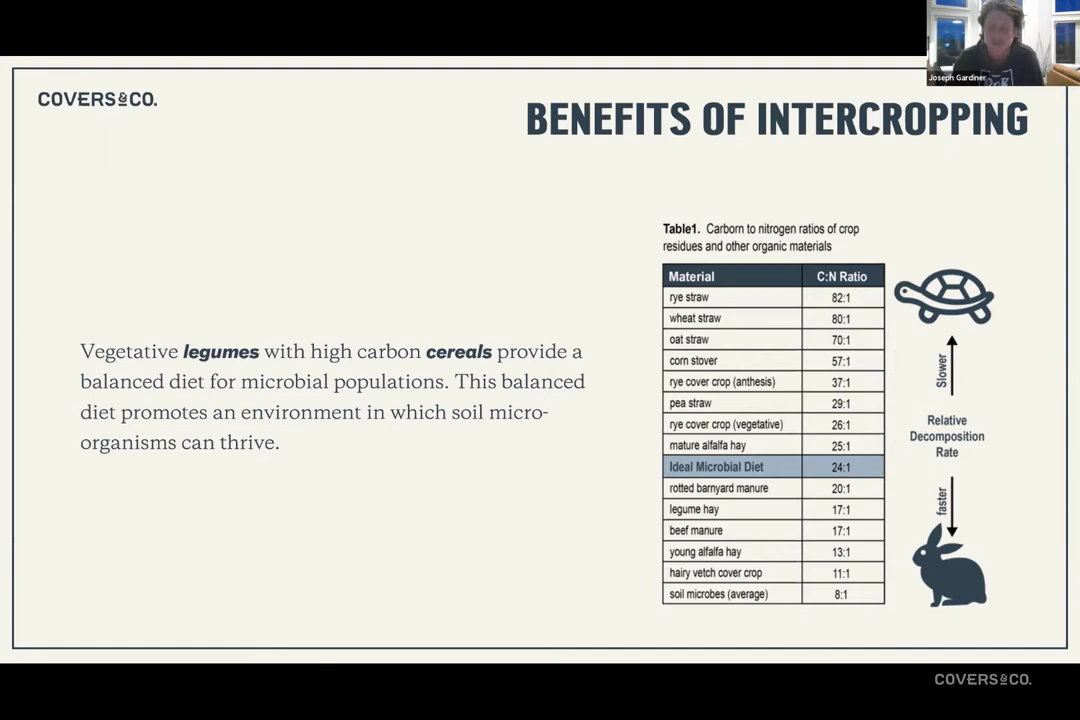 Joseph Gardiner
COVERS&CO.
BENEFITS OF INTERCROPPING
Vegetative legumes with high carbon cereals provide a
balanced diet for microbial populations. This balanced
diet promotes an environment in which soil micro-
organisms can thrive.
Table1. Carborn to nitrogen ratios of crop
residues and other organic materials
Material C:N Ratio
rye straw 82:1
wheat straw 80:1
oat straw 70:1
corn stover 57:1
rye cover crop (anthesis) 37:1
pea straw 29:1
rye cover crop (vegetative) 26:1
mature alfalfa hay 25:1
Ideal Microbial Diet 24:1
rotted barnyard manure 20:1
legume hay 17:1
beef manure 17:1
young alfalfa hay 13:1
hairy vetch cover crop 11:1
soil microbes (average) 8:1
Slower
Relative
Decomposition
Rate
faster
COVERS&CO.